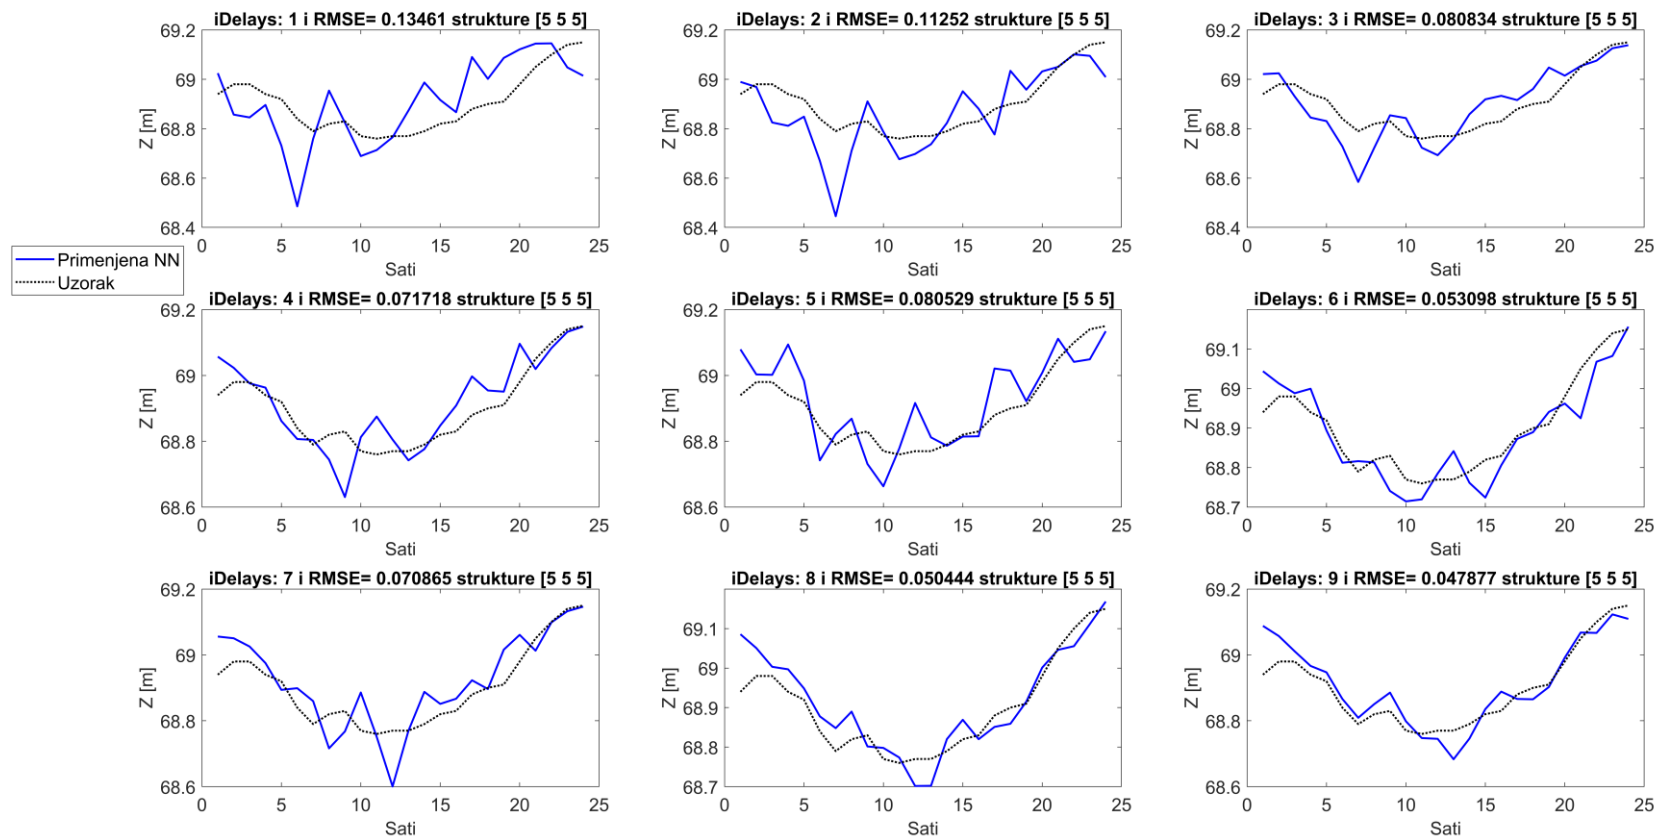 iDelays: 1 i RMSE= 0.13461 strukture [5 5 5]
69.2
69
68.8
68.6
68.4
Z [m]
0 5 10 15 20 25
Sati
iDelays: 2 i RMSE= 0.11252 strukture [5 5 5]
69.2
69
68.8
68.6
68.4
Z [m]
0 5 10 15 20 25
Sati
iDelays: 3 i RMSE= 0.080834 strukture [5 5 5]
69.2
69
68.8
68.6
68.4
Z [m]
0 5 10 15 20 25
Sati
Primenjena NN
Uzorak
iDelays: 4 i RMSE= 0.071718 strukture [5 5 5]
69.2
69
68.8
68.6
Z [m]
0 5 10 15 20 25
Sati
iDelays: 5 i RMSE= 0.080529 strukture [5 5 5]
69.2
69
68.8
68.6
Z [m]
0 5 10 15 20 25
Sati
iDelays: 6 i RMSE= 0.053098 strukture [5 5 5]
69.1
69
68.9
68.8
68.7
Z [m]
0 5 10 15 20 25
Sati
iDelays: 7 i RMSE= 0.070865 strukture [5 5 5]
69.2
69
68.8
68.6
Z [m]
0 5 10 15 20 25
Sati
iDelays: 8 i RMSE= 0.050444 strukture [5 5 5]
69.1
69
68.9
68.8
68.7
Z [m]
0 5 10 15 20 25
Sati
iDelays: 9 i RMSE= 0.047877 strukture [5 5 5]
69.2
69
68.8
68.6
Z [m]
0 5 10 15 20 25
Sati